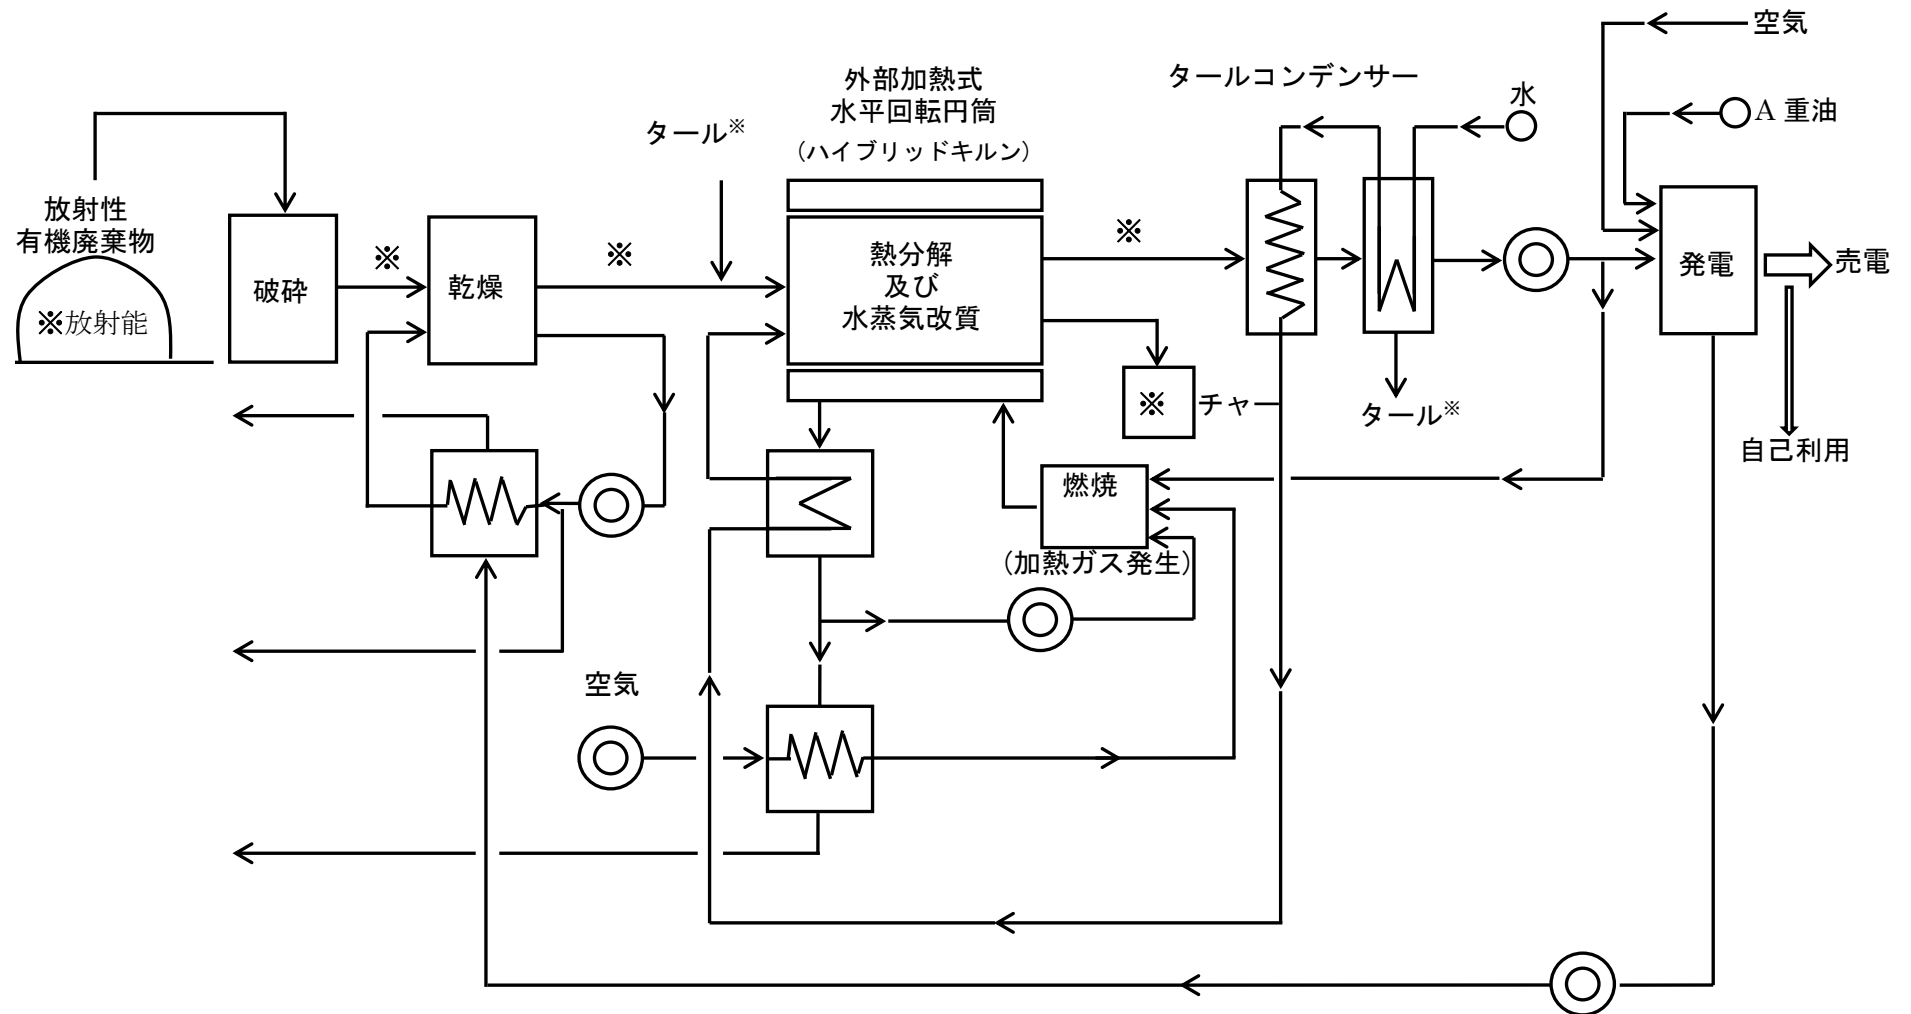 空気
タールコンデンサー
外部加熱式
水平回転円筒
（ハイブリッドキルン）
水
A 重油
タール※
放射性
有機廃棄物
※放射能
破砕
※
乾燥
※
熱分解
及び
水蒸気改質
※
発電
売電
※ チャー
タール※
自己利用
燃焼
（加熱ガス発生）
空気